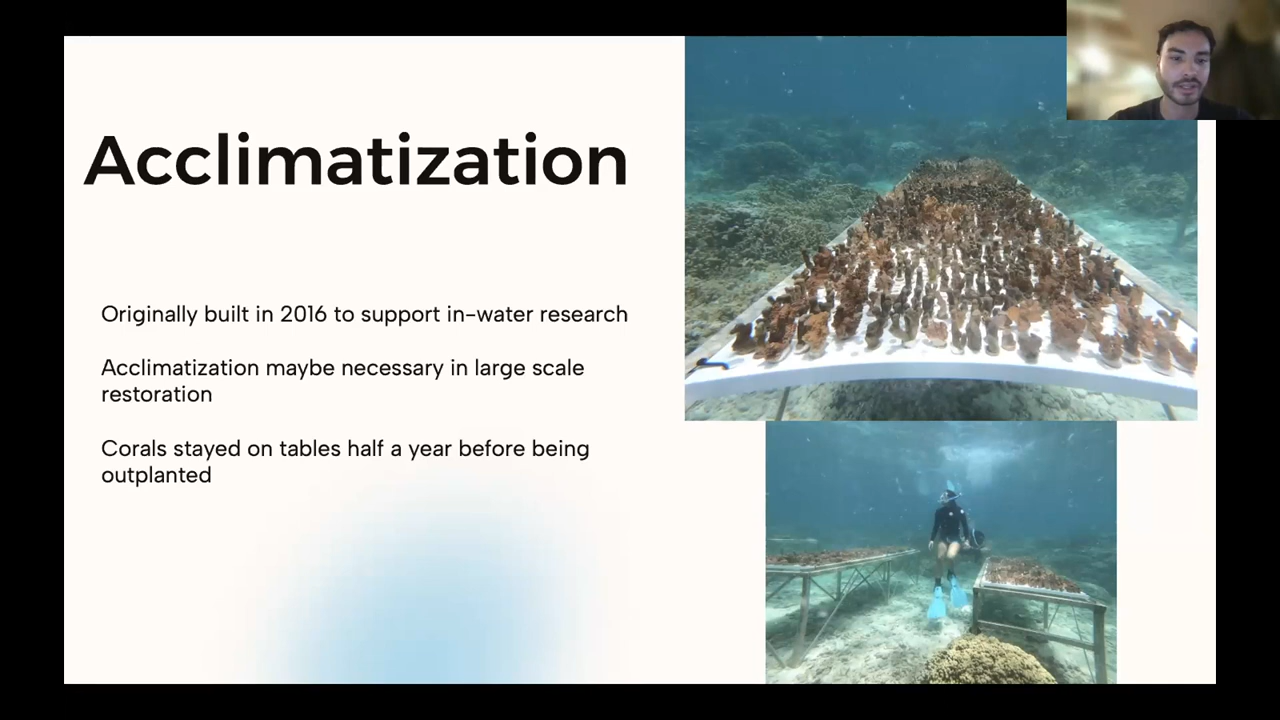 Acclimatization
Originally built in 2016 to support in-water research
Acclimatization maybe necessary in large scale
restoration
Corals stayed on tables half a year before being
outplanted